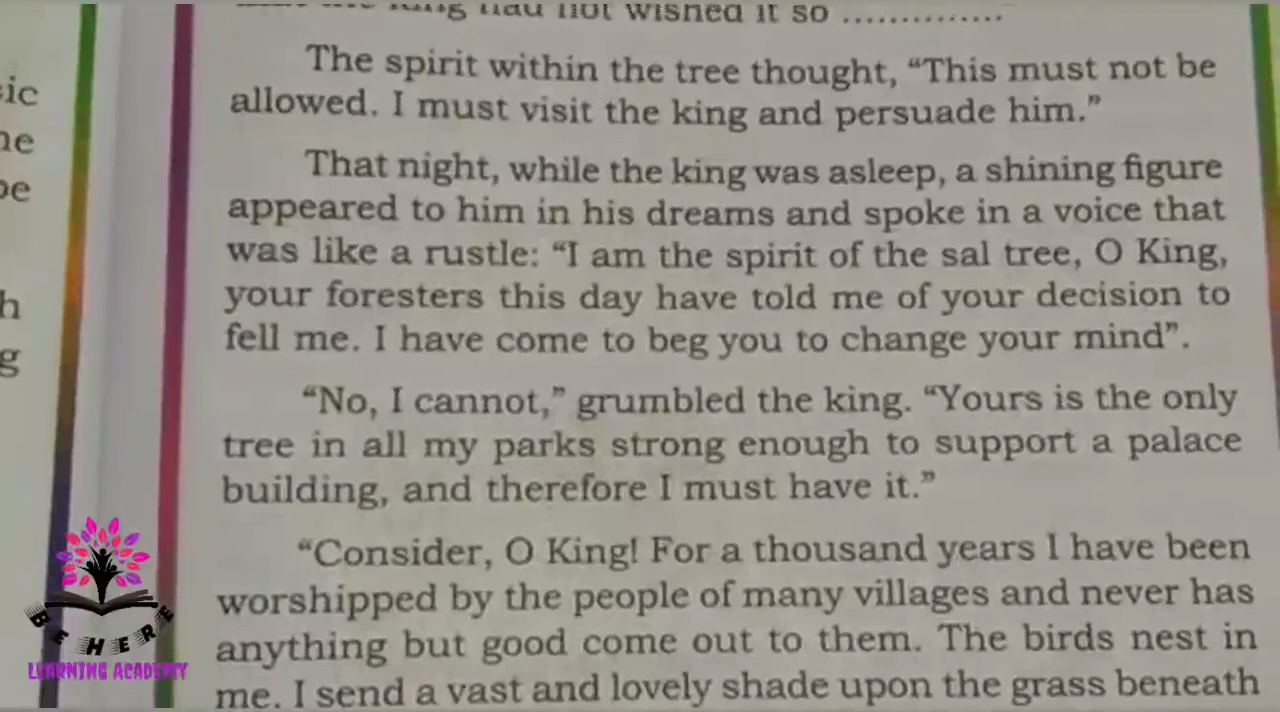 the king had not wished it so ..............
The spirit within the tree thought, “This must not be
allowed. I must visit the king and persuade him.”
That night, while the king was asleep, a shining figure
appeared to him in his dreams and spoke in a voice that
was like a rustle: “I am the spirit of the sal tree, O King,
your foresters this day have told me of your decision to
fell me. I have come to beg you to change your mind”.
“No, I cannot,” grumbled the king. “Yours is the only
tree in all my parks strong enough to support a palace
building, and therefore I must have it.”
“Consider, O King! For a thousand years I have been
worshipped by the people of many villages and never has
anything but good come out to them. The birds nest in
me. I send a vast and lovely shade upon the grass beneath
BE HERE
LEARNING ACADEMY